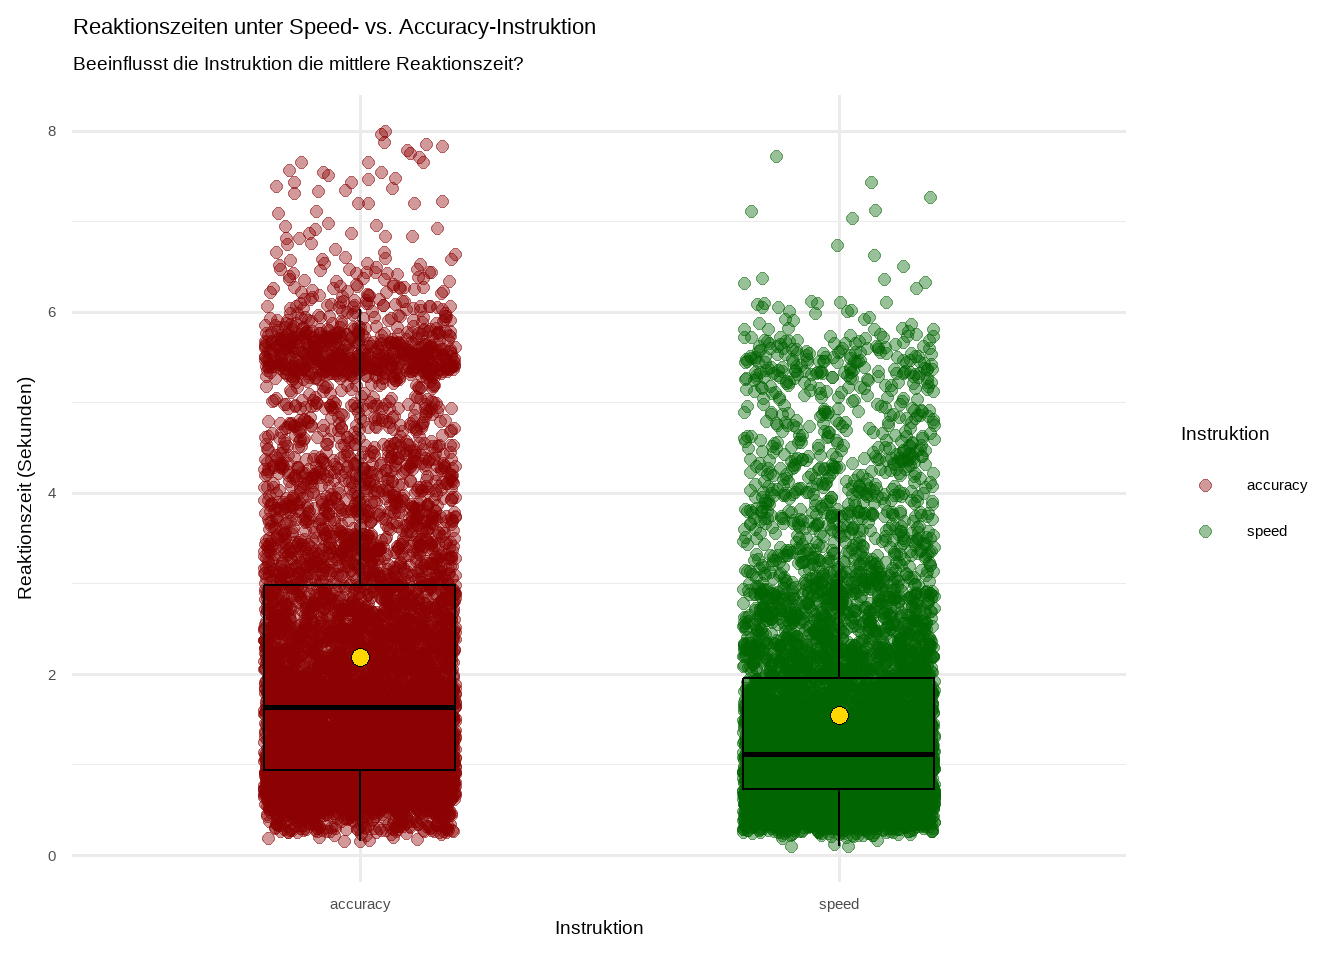 Reaktionszeiten unter Speed- vs. Accuracy-Instruktion
Beeinflusst die Instruktion die mittlere Reaktionszeit?
8
6
4
2
0
Reaktionszeit (Sekunden)
accuracy
speed
Instruktion
Instruktion
accuracy
speed